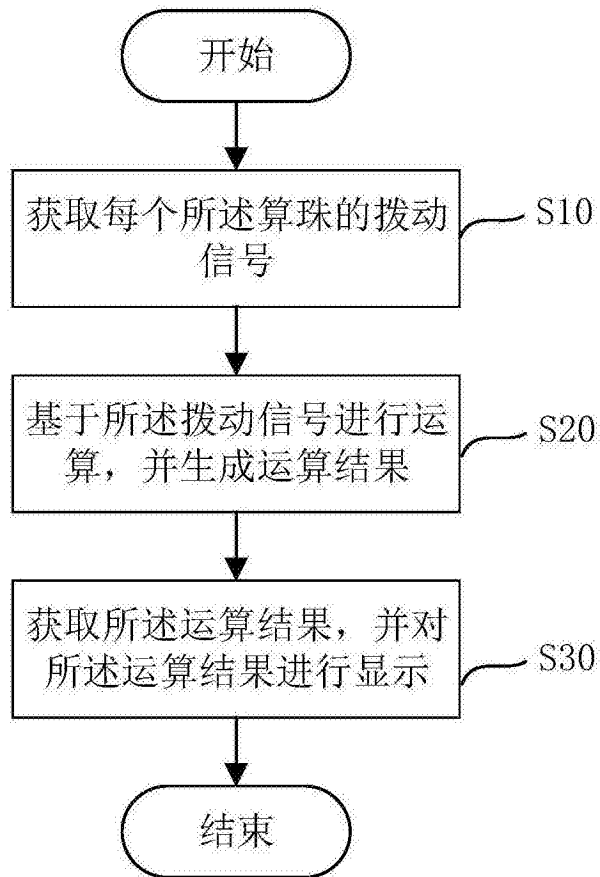 开始
获取每个所述算珠的拨动
信号
S10
基于所述拨动信号进行运
算，并生成运算结果
S20
获取所述运算结果，并对
所述运算结果进行显示
S30
结束